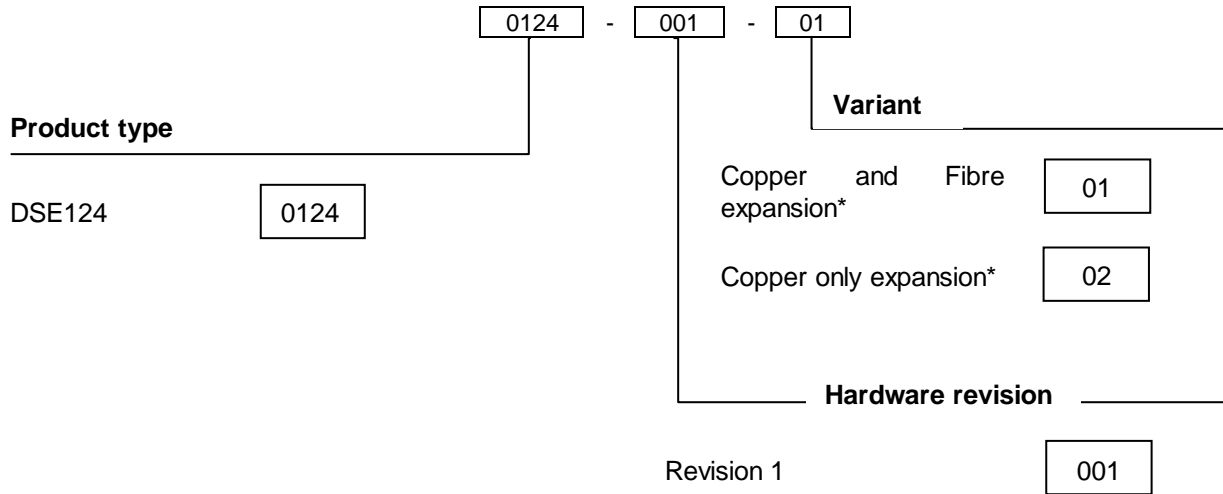 0124 - 001 - 01
Variant
Product type
Copper and Fibre
expansion*
01
DSE124 0124
Copper only expansion* 02
Hardware revision
Revision 1 001